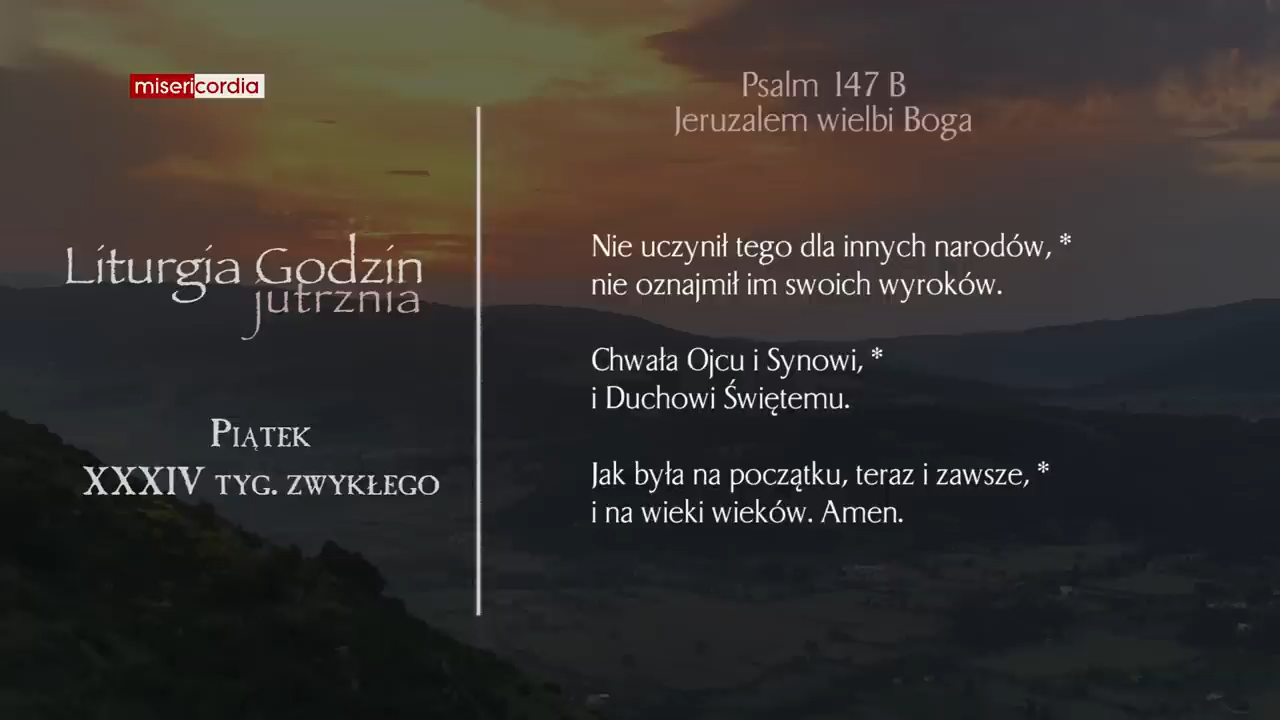 misericordia
Liturgia Godzin
jutrznia
Piątek
XXXIV tyg. zwykłego
Psalm 147 B
Jeruzalem wielbi Boga
Nie uczynił tego dla innych narodów, *
nie oznajmił im swoich wyroków.
Chwała Ojcu i Synowi, *
i Duchowi Świętemu.
Jak była na początku, teraz i zawsze, *
i na wieki wieków. Amen.